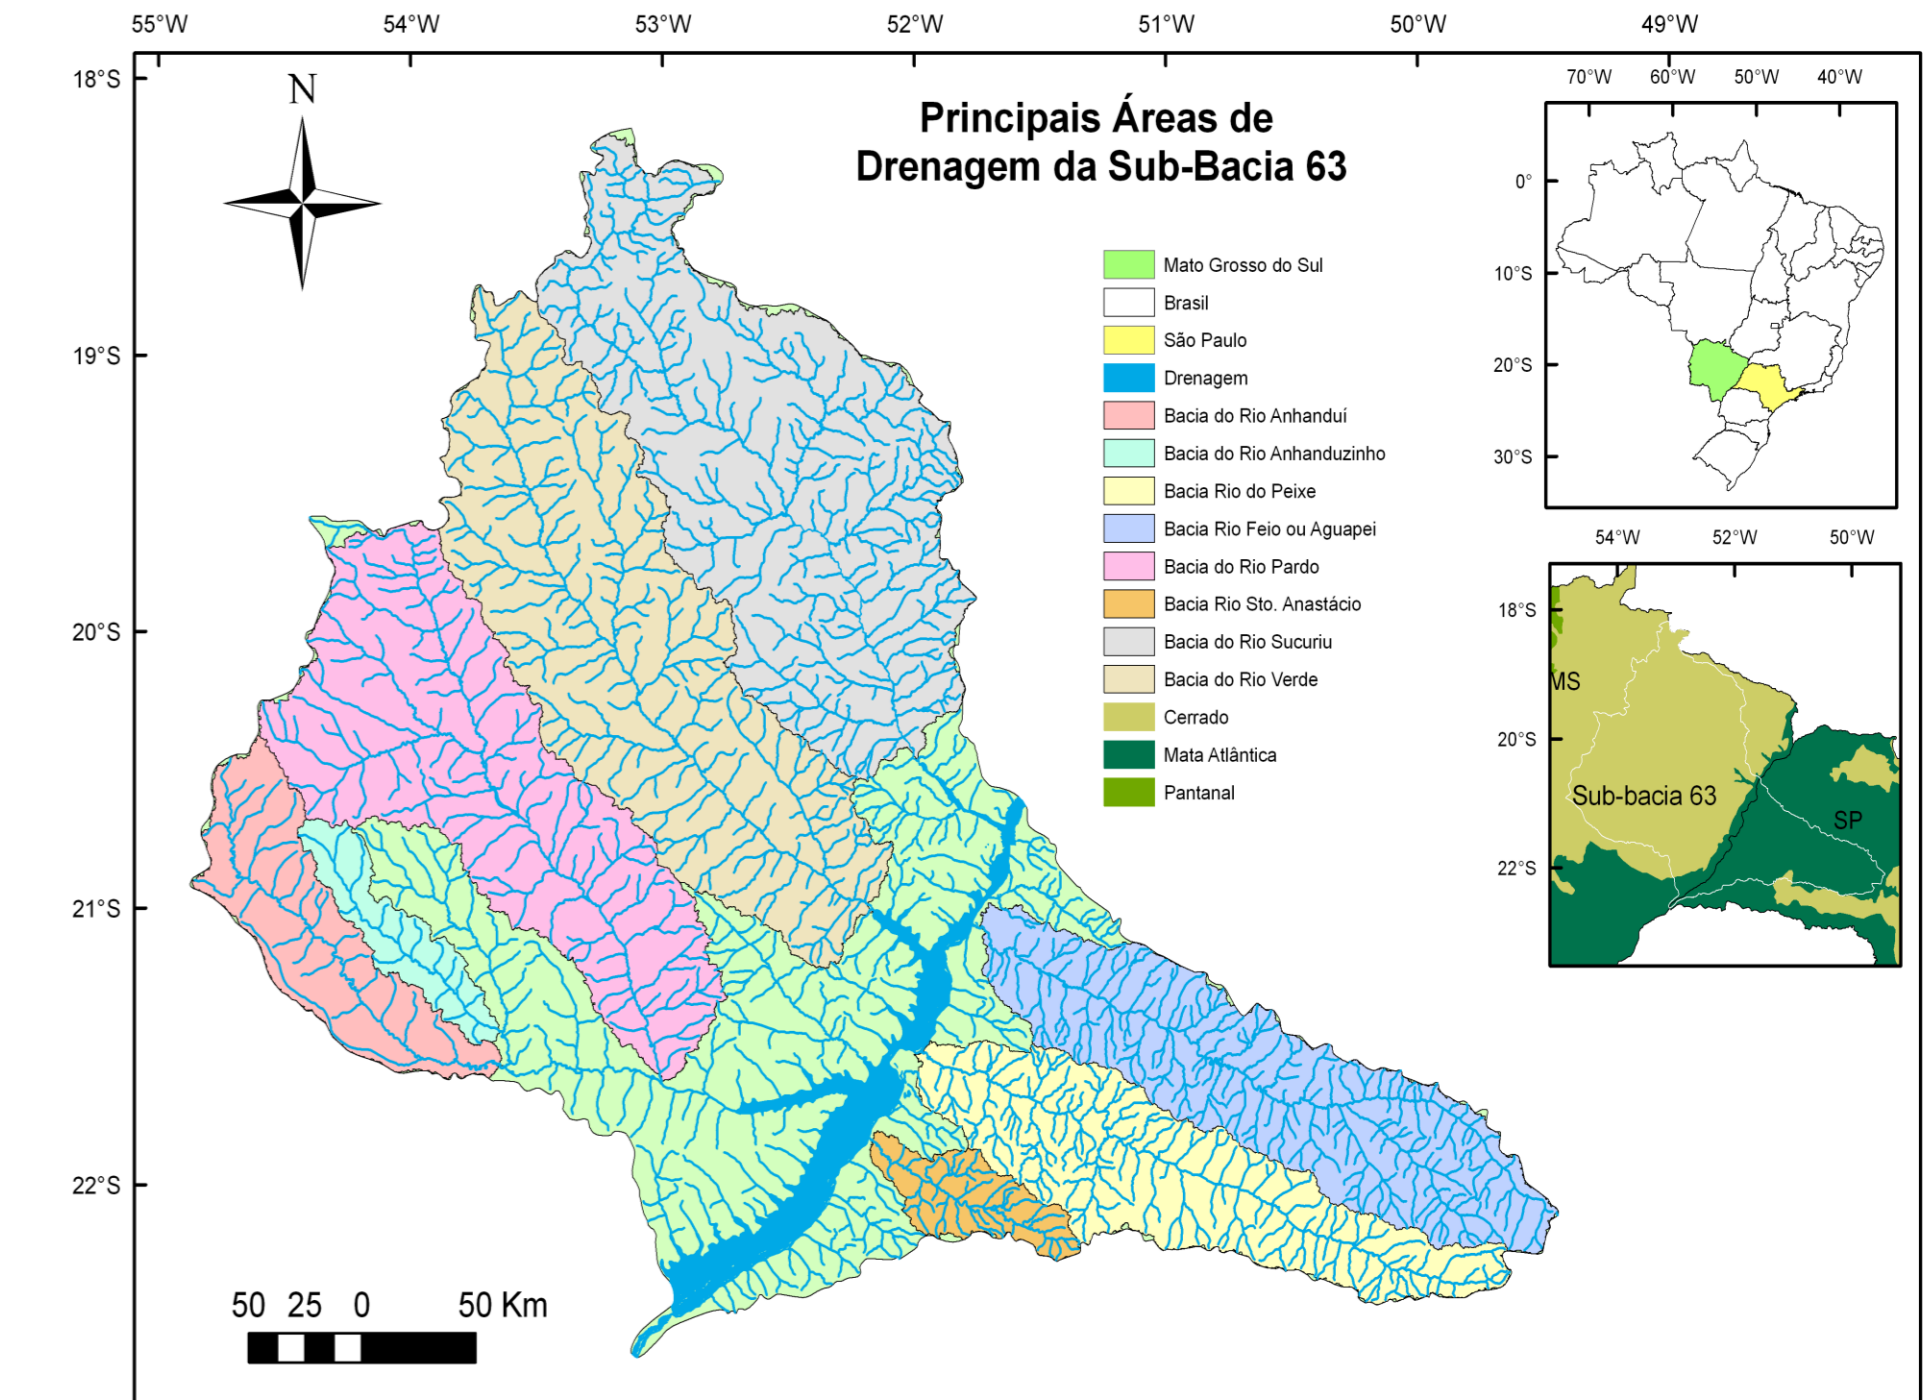 55°W 54°W 53°W 52°W 51°W 50°W 49°W
18°S
19°S
20°S
21°S
22°S
N
Principais Áreas de
Drenagem da Sub-Bacia 63
Mato Grosso do Sul
Brasil
São Paulo
Drenagem
Bacia do Rio Anhanduí
Bacia do Rio Anhanduzinho
Bacia Rio do Peixe
Bacia Rio Feio ou Aguapei
Bacia do Rio Pardo
Bacia Rio Sto. Anastácio
Bacia do Rio Sucuriu
Bacia do Rio Verde
Cerrado
Mata Atlântica
Pantanal
70°W 60°W 50°W 40°W
0°
10°S
20°S
30°S
54°W 52°W 50°W
18°S
20°S
22°S
MS
Sub-bacia 63
SP
50 25 0 50 Km